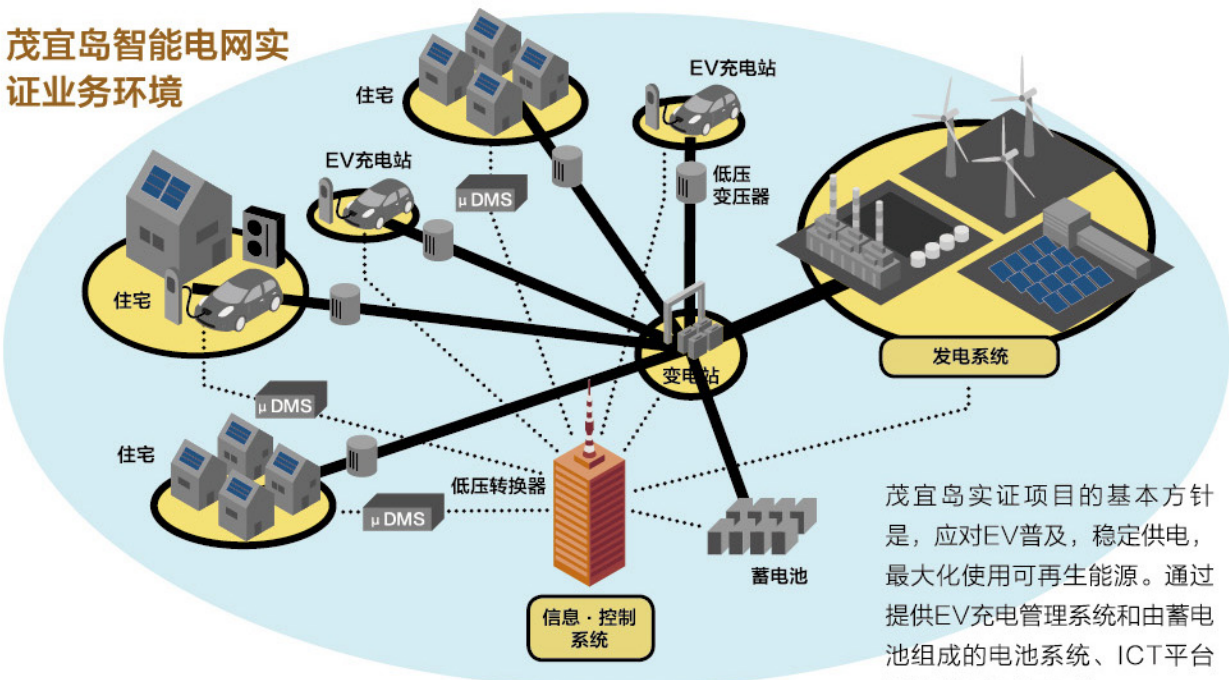 茂宜岛智能电网实
证业务环境
住宅
EV充电站
EV充电站
低压
变压器
μDMS
住宅
发电系统
变电站
μDMS
住宅
低压转换器
μDMS
蓄电池
信息·控制
系统
茂宜岛实证项目的基本方针
是，应对EV普及，稳定供电，
最大化使用可再生能源。通过
提供EV充电管理系统和由蓄电
池组成的电池系统、ICT平台